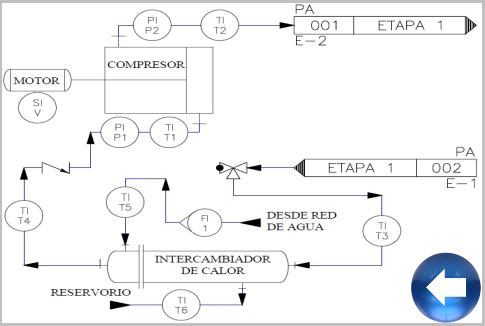 PA
001 ETAPA 1
E-2
PI
P2
TI
T2
COMPRESOR
MOTOR
SI
V
PI
P1
TI
T1
PA
ETAPA 1 002
E-1
TI
T4
TI
T5
FI
1
DESDE RED
DE AGUA
TI
T3
INTERCAMBIADOR
DE CALOR
RESERVORIO
TI
T6